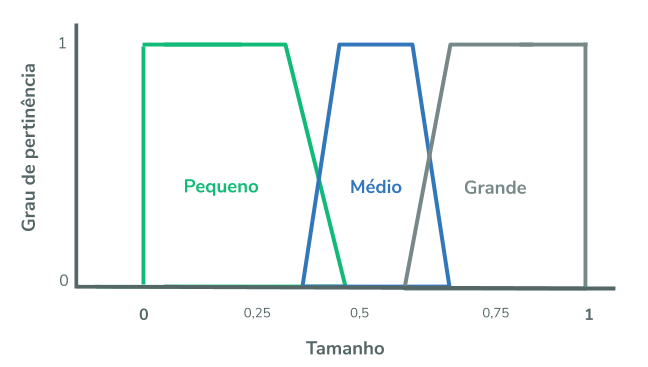 1
Grau de pertinência
Pequeno
Médio
Grande
0
0
0,25
0,5
0,75
1
Tamanho